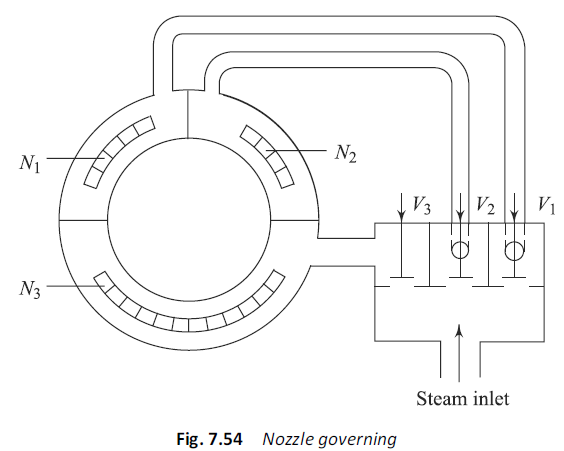 N1
N2
V3
V2
V1
N3
Steam inlet
Fig. 7.54 Nozzle governing